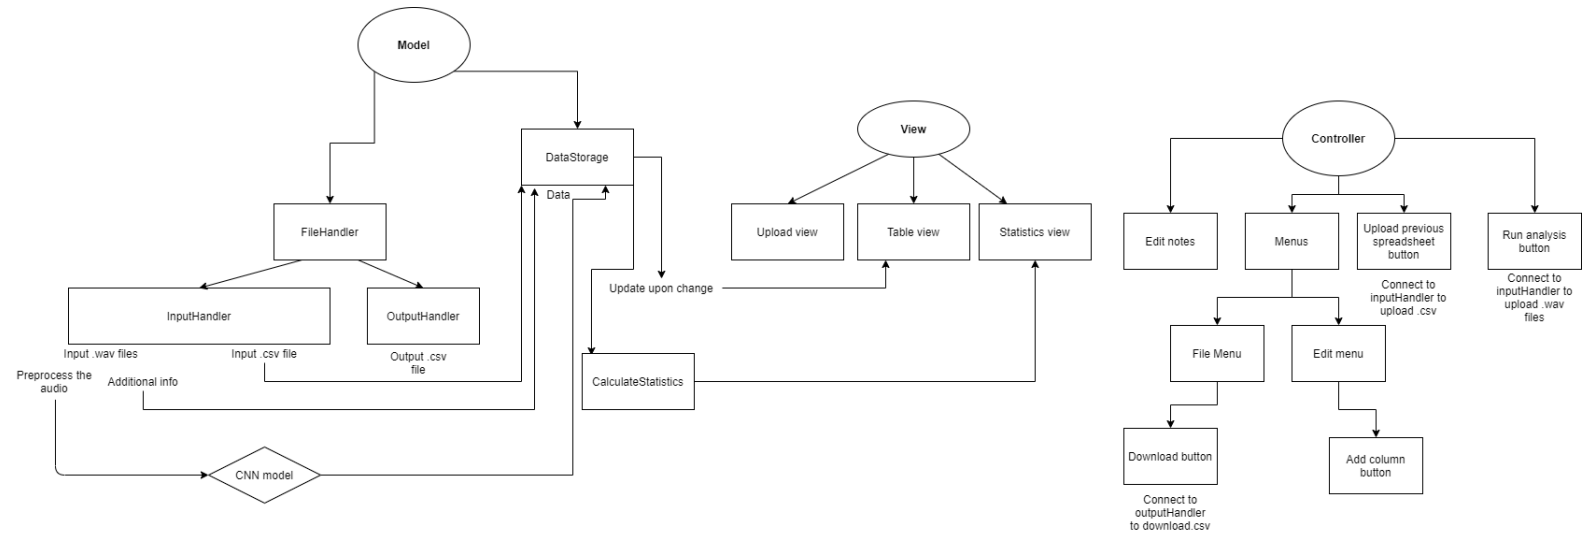 Model
DataStorage
Data
FileHandler
InputHandler
OutputHandler
Input .wav files
Input .csv file
Output .csv
file
Preprocess the
audio
Additional info
CNN model
Update upon change
CalculateStatistics
View
Upload view
Table view
Statistics view
Controller
Edit notes
Menus
Upload previous
spreadsheet
button
Connect to
inputHandler to
upload .csv
Run analysis
button
Connect to
inputHandler to
upload .wav
files
File Menu
Edit menu
Download button
Connect to
outputHandler
to download.csv
Add column
button